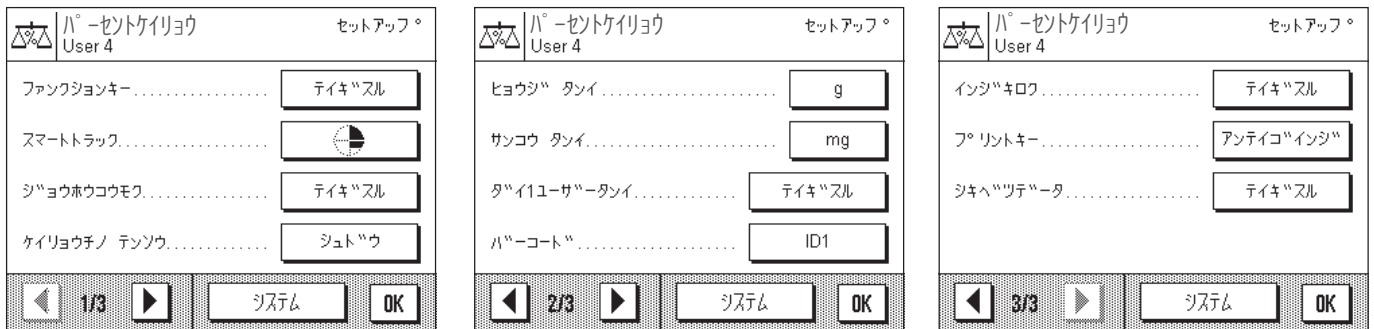 パーセントケイリョウ セットアップ
User 4
ファンクションキー................. テイギスル
スマートトラック....................
ジョウホウコウモク................ テイギスル
ケイリョウチノ テンソウ............. シュドウ
1/3 システム OK
パーセントケイリョウ セットアップ
User 4
ヒョウジ タンイ....................... g
サンコウ タンイ....................... mg
ダイ1ユーザータンイ............... テイギスル
バーコード........................ ID1
2/3 システム OK
パーセントケイリョウ セットアップ
User 4
インジキロク.................... テイギスル
プリントキー.................... アンテイゴインジ
シキベツデータ.................. テイギスル
3/3 システム OK